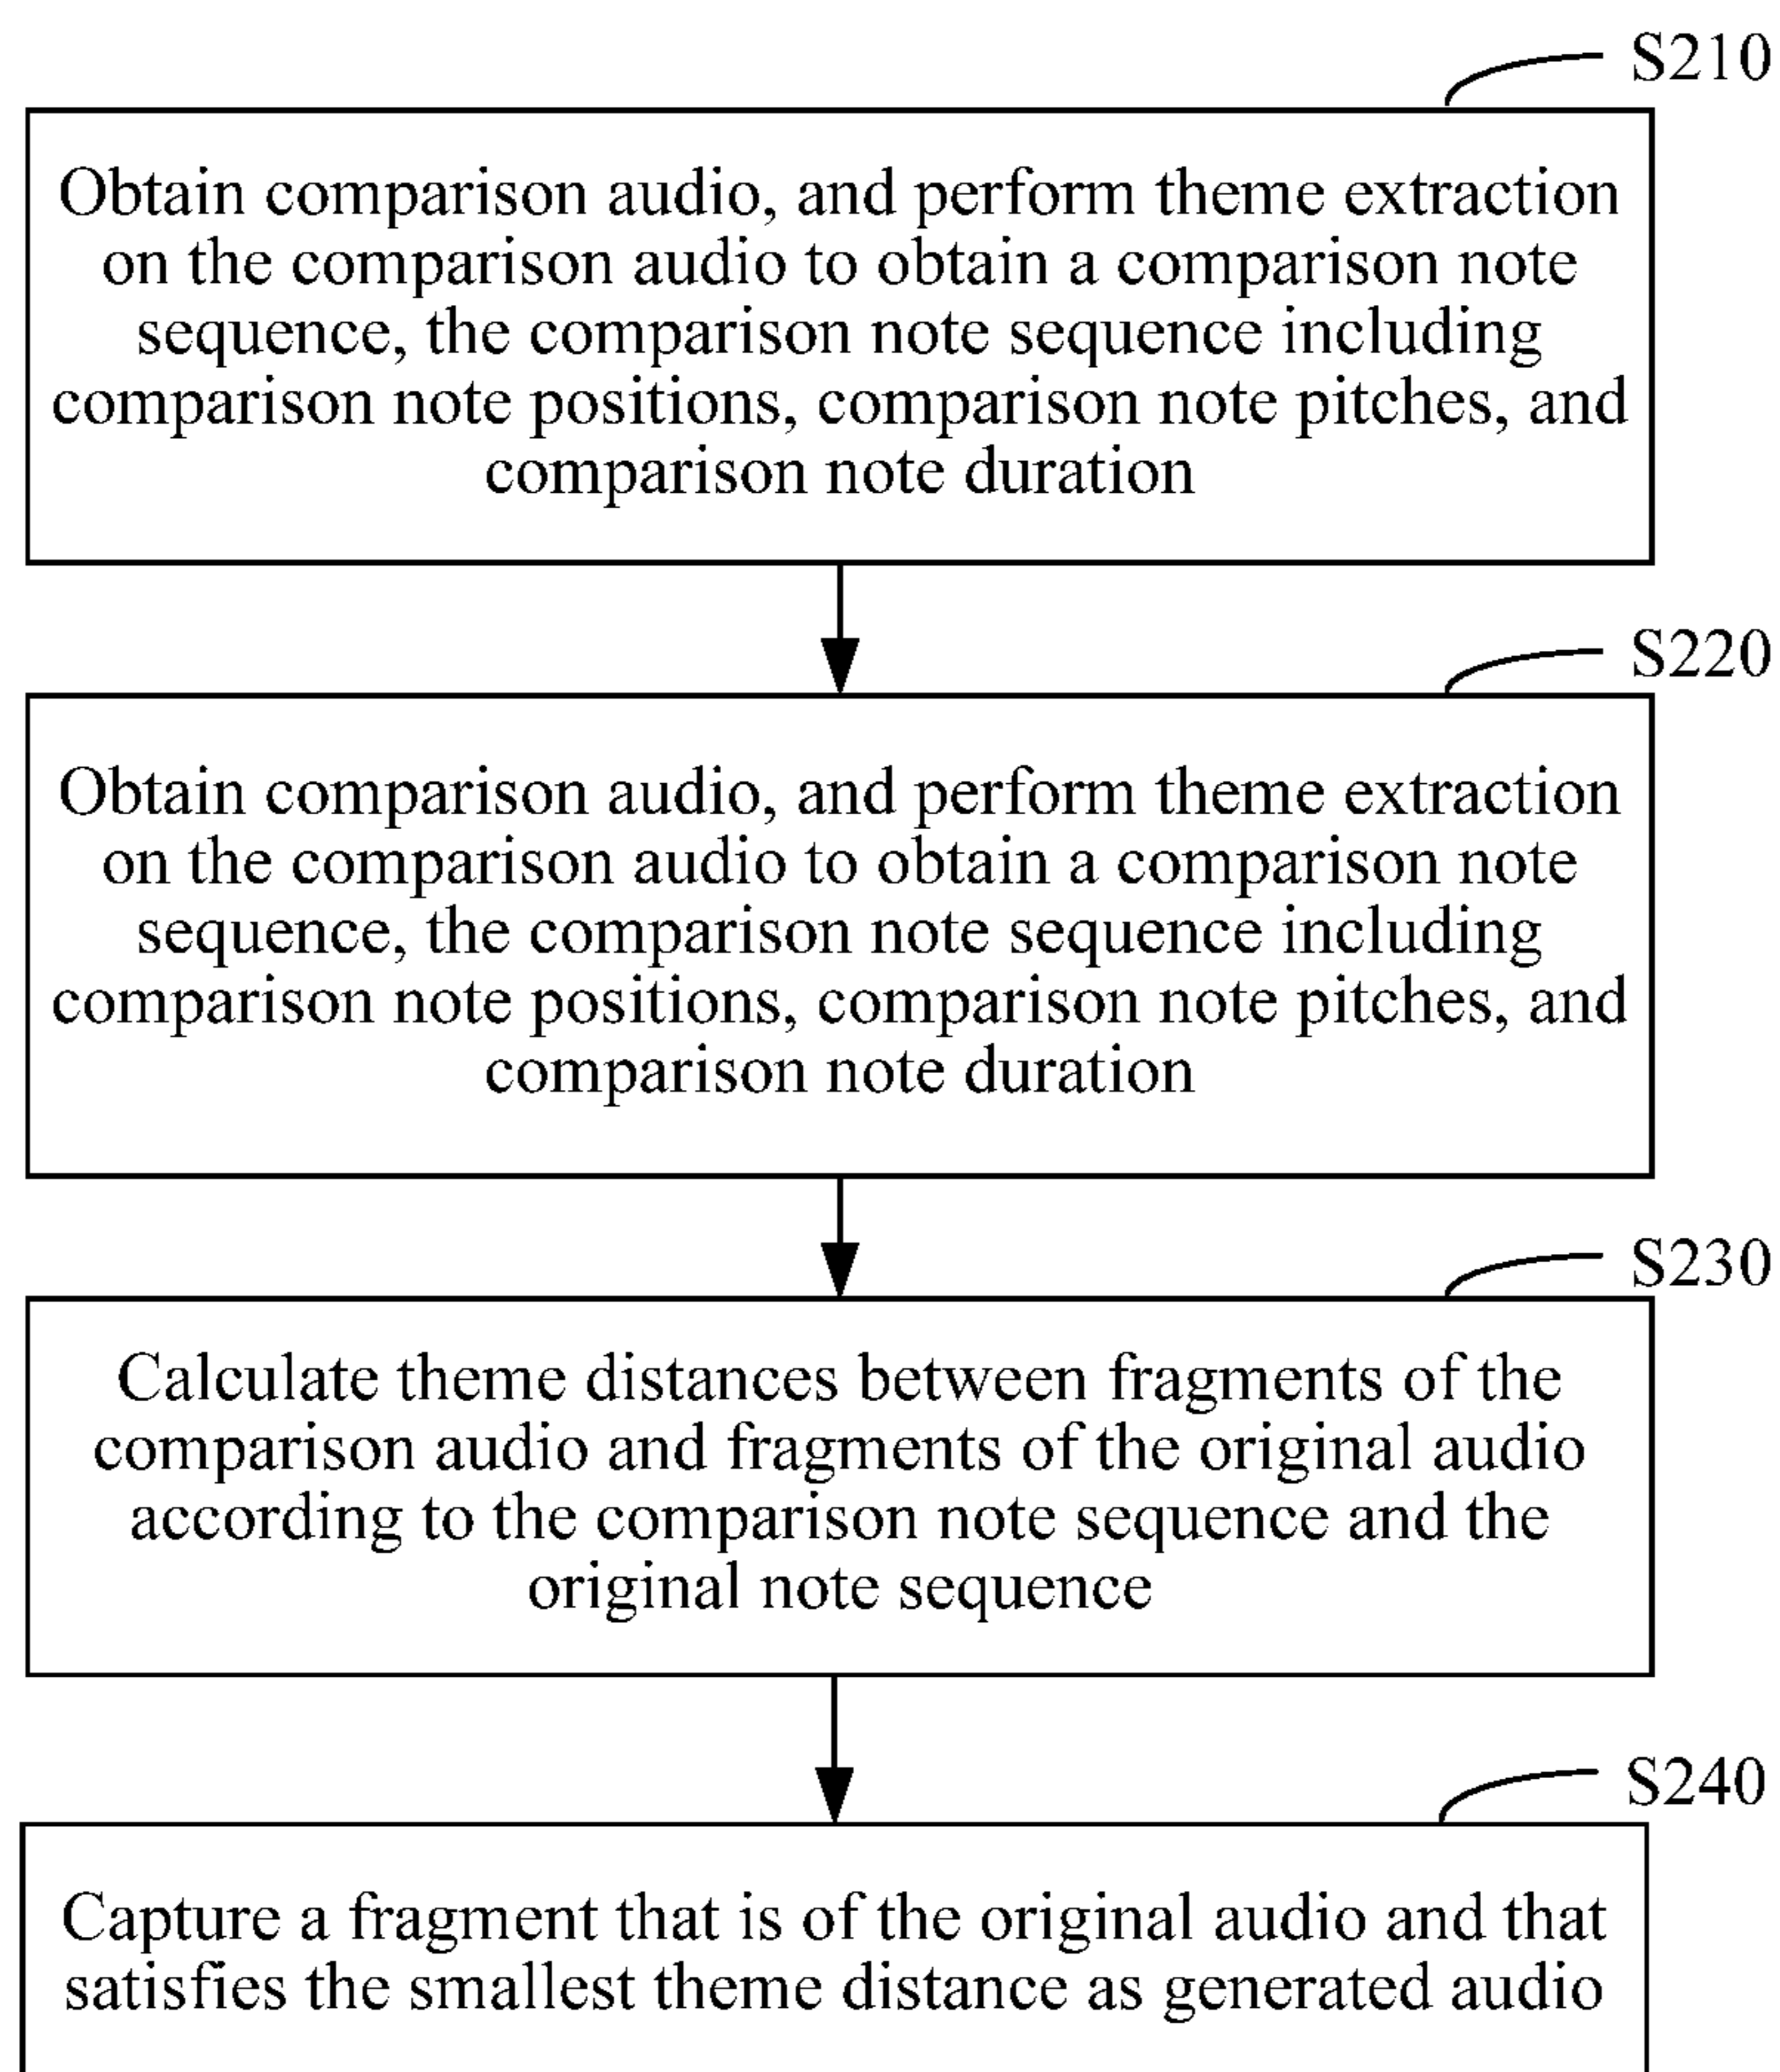 S210
Obtain comparison audio, and perform theme extraction
on the comparison audio to obtain a comparison note
sequence, the comparison note sequence including
comparison note positions, comparison note pitches, and
comparison note duration
S220
Obtain comparison audio, and perform theme extraction
on the comparison audio to obtain a comparison note
sequence, the comparison note sequence including
comparison note positions, comparison note pitches, and
comparison note duration
S230
Calculate theme distances between fragments of the
comparison audio and fragments of the original audio
according to the comparison note sequence and the
original note sequence
S240
Capture a fragment that is of the original audio and that
satisfies the smallest theme distance as generated audio